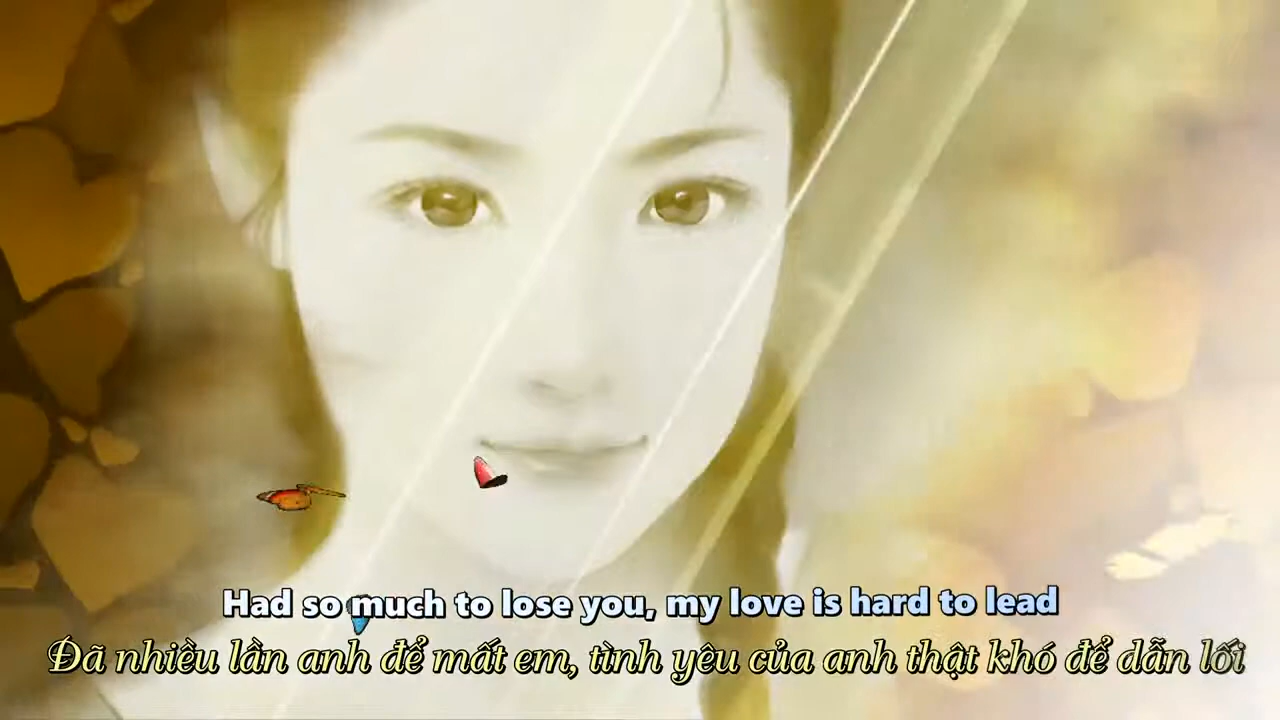 Had so much to lose you, my love is hard to lead
Đã nhiều lần anh để mất em, tình yêu của anh thật khó để dẫn lối